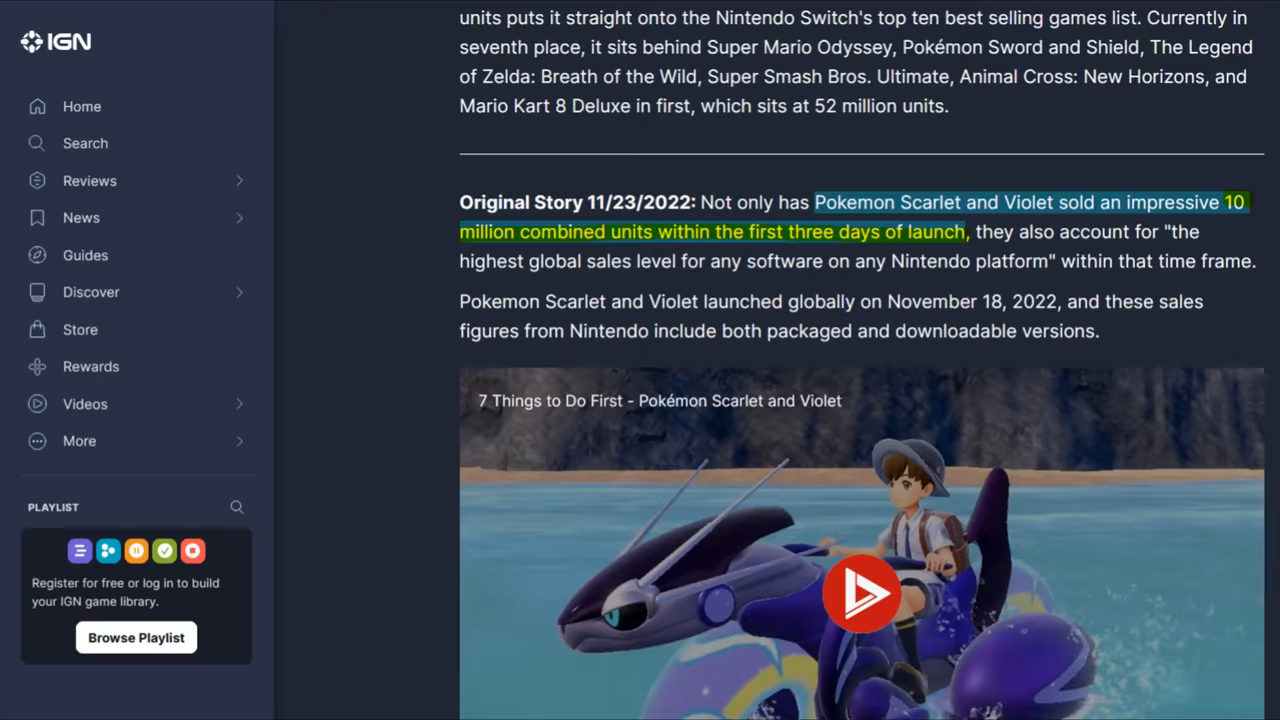 IGN
Home
Search
Reviews
News
Guides
Discover
Store
Rewards
Videos
More
PLAYLIST
Register for free or log in to build
your IGN game library.
Browse Playlist
units puts it straight onto the Nintendo Switch's top ten best selling games list. Currently in
seventh place, it sits behind Super Mario Odyssey, Pokémon Sword and Shield, The Legend
of Zelda: Breath of the Wild, Super Smash Bros. Ultimate, Animal Cross: New Horizons, and
Mario Kart 8 Deluxe in first, which sits at 52 million units.
Original Story 11/23/2022: Not only has Pokemon Scarlet and Violet sold an impressive 10
million combined units within the first three days of launch, they also account for "the
highest global sales level for any software on any Nintendo platform" within that time frame.
Pokemon Scarlet and Violet launched globally on November 18, 2022, and these sales
figures from Nintendo include both packaged and downloadable versions.
7 Things to Do First - Pokémon Scarlet and Violet